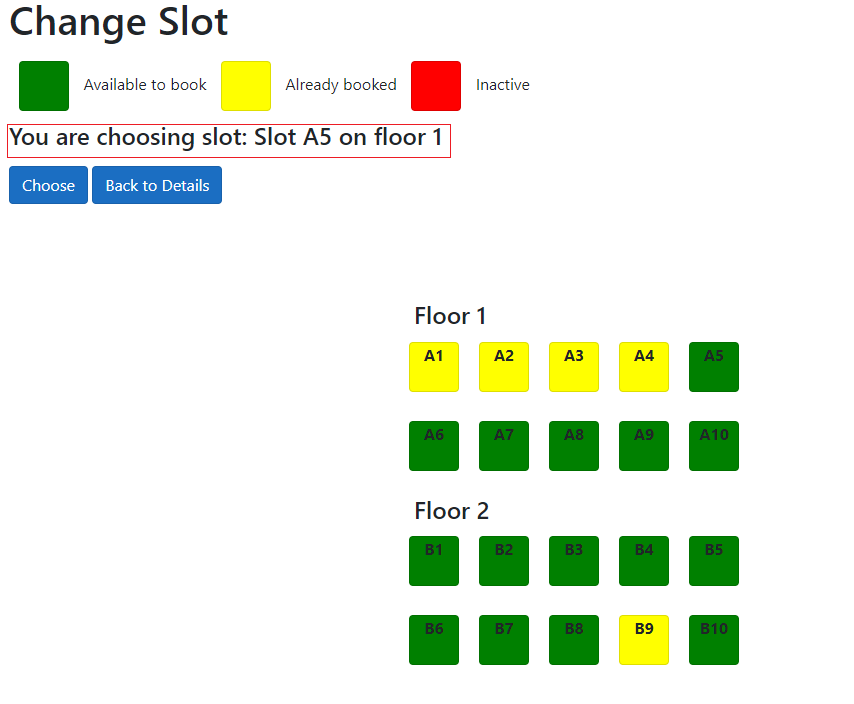 Change Slot
Available to book Already booked Inactive
You are choosing slot: Slot A5 on floor 1
Choose Back to Details
Floor 1
A1 A2 A3 A4 A5
A6 A7 A8 A9 A10
Floor 2
B1 B2 B3 B4 B5
B6 B7 B8 B9 B10